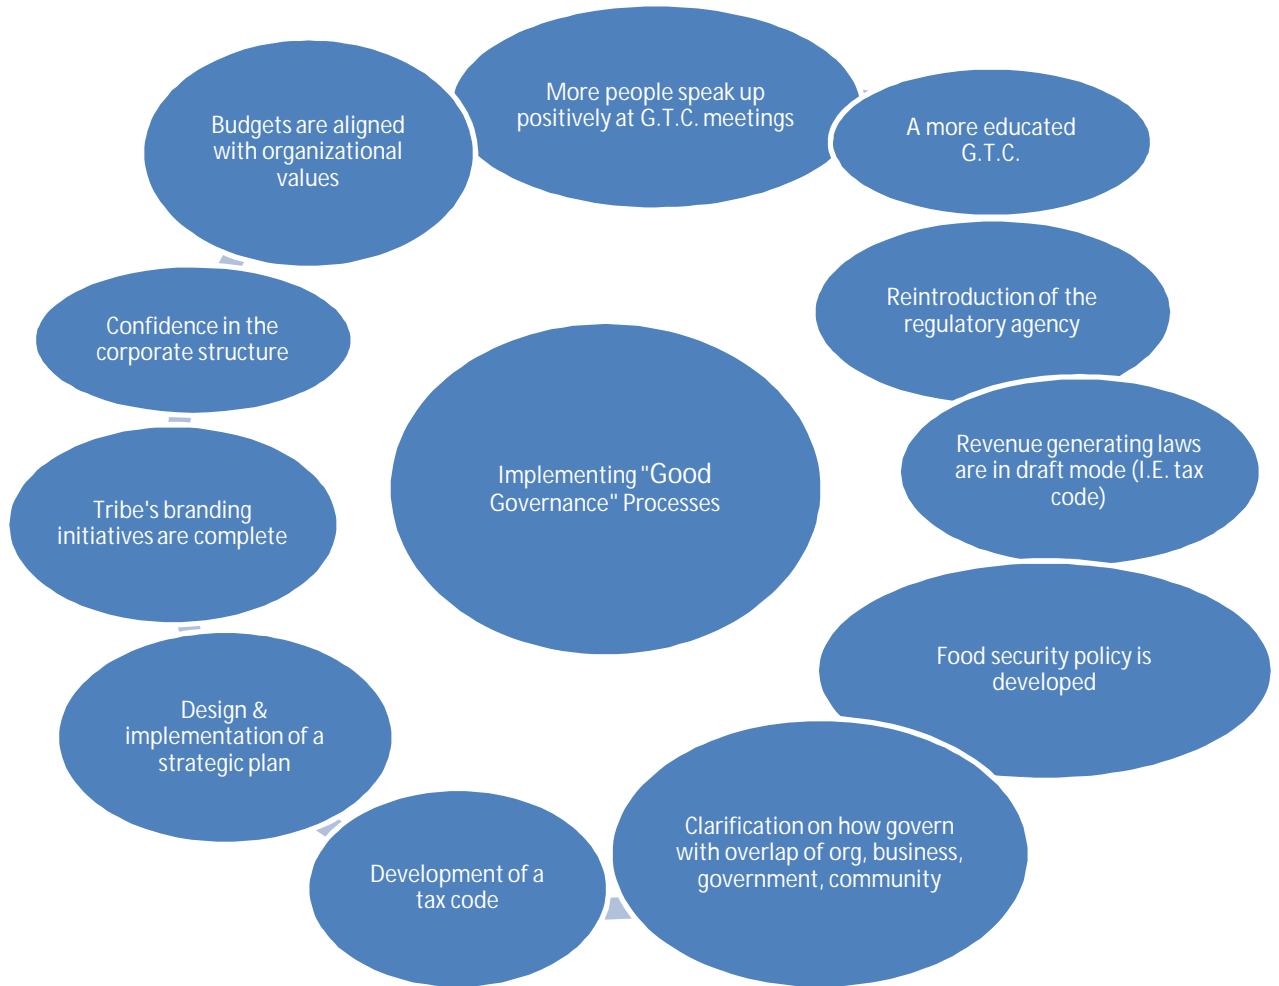 More people speak up
positively at G.T.C. meetings
A more educated
G.T.C.
Reintroduction of the
regulatory agency
Revenue generating laws
are in draft mode (I.E. tax
code)
Food security policy is
developed
Clarification on how govern
with overlap of org, business,
government, community
Development of a
tax code
Design &
implementation of a
strategic plan
Tribe's branding
initiatives are complete
Confidence in the
corporate structure
Budgets are aligned
with organizational
values
Implementing "Good
Governance" Processes